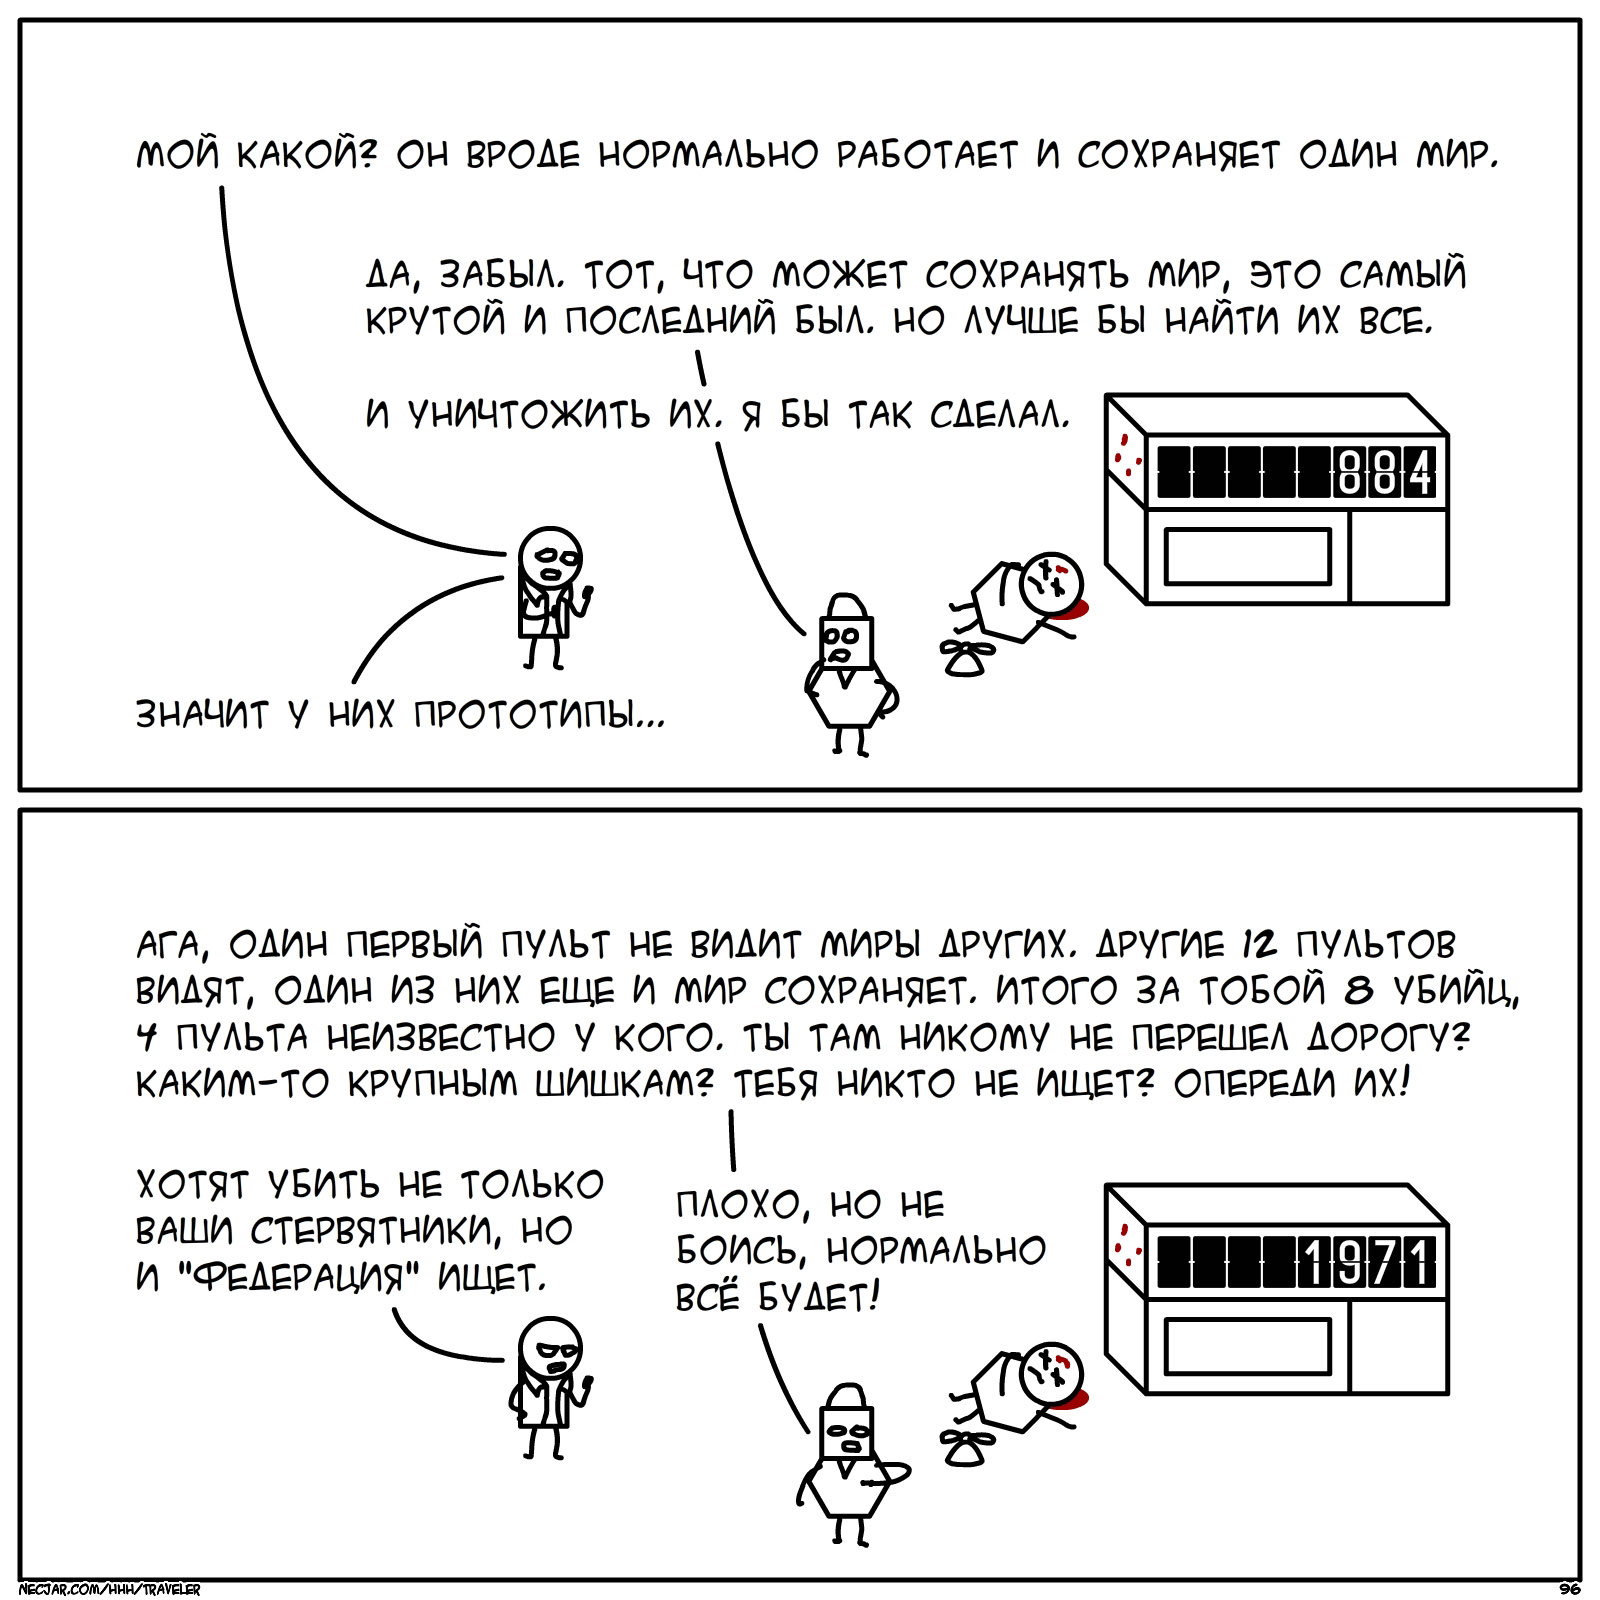 МОЙ КАКОЙ? ОН ВРОДЕ НОРМАЛЬНО РАБОТАЕТ И СОХРАНЯЕТ ОДИН МИР.
ДА, ЗАБЫЛ. ТОТ, ЧТО МОЖЕТ СОХРАНЯТЬ МИР, ЭТО САМЫЙ
КРУТОЙ И ПОСЛЕДНИЙ БЫЛ. НО ЛУЧШЕ БЫ НАЙТИ ИХ ВСЕ.
И УНИЧТОЖИТЬ ИХ. Я БЫ ТАК СДЕЛАЛ.
884
ЗНАЧИТ У НИХ ПРОТОТИПЫ...
АГА, ОДИН ПЕРВЫЙ ПУЛЬТ НЕ ВИДИТ МИРЫ ДРУГИХ. ДРУГИЕ 12 ПУЛЬТОВ
ВИДЯТ, ОДИН ИЗ НИХ ЕЩЕ И МИР СОХРАНЯЕТ. ИТОГО ЗА ТОБОЙ 8 УБИЙЦ,
4 ПУЛЬТА НЕИЗВЕСТНО У КОГО. ТЫ ТАМ НИКОМУ НЕ ПЕРЕШЕЛ ДОРОГУ?
КАКИМ-ТО КРУПНЫМ ШИШКАМ? ТЕБЯ НИКТО НЕ ИЩЕТ? ОПЕРЕДИ ИХ!
ХОТЯТ УБИТЬ НЕ ТОЛЬКО
ВАШИ СТЕРВЯТНИКИ, НО
И "ФЕДЕРАЦИЯ" ИЩЕТ.
ПЛОХО, НО НЕ
БОИСЬ, НОРМАЛЬНО
ВСЁ БУДЕТ!
1971
NECJAR.COM/HHH/TRAVELER
96